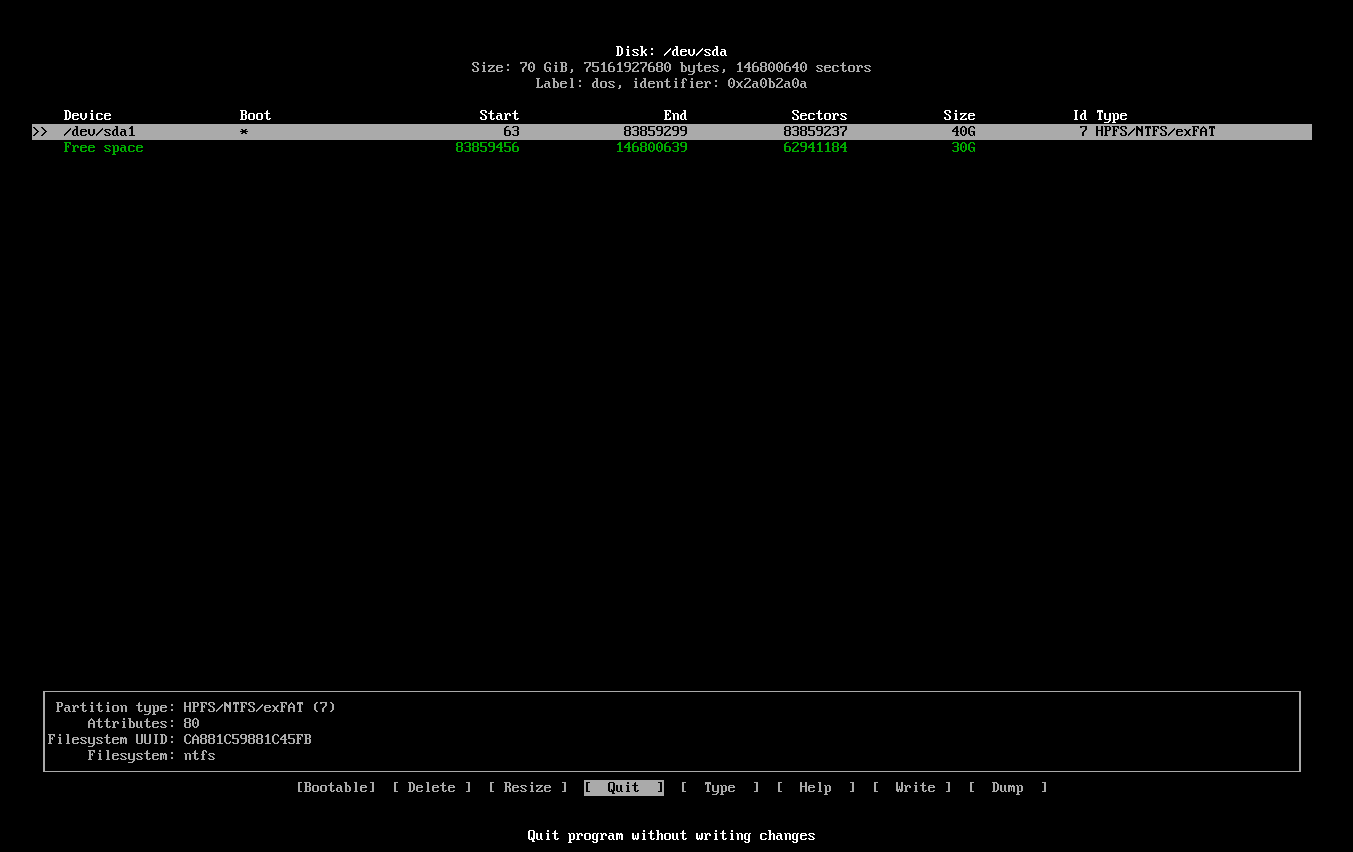 Disk: /dev/sda
Size: 70 GiB, 75161927680 bytes, 146800640 sectors
Label: dos, identifier: 0x2a0b2a0a
Device Boot Start End Sectors Size Id Type
>> /dev/sda1 * 63 83859299 83859237 40G 7 HPFS/NTFS/exFAT
Free space 83859456 146800639 62941184 30G
Partition type: HPFS/NTFS/exFAT (7)
Attributes: 80
Filesystem UUID: CA881C59881C45FB
Filesystem: ntfs
[Bootable] [ Delete ] [ Resize ] [ Quit ] [ Type ] [ Help ] [ Write ] [ Dump ]
Quit program without writing changes